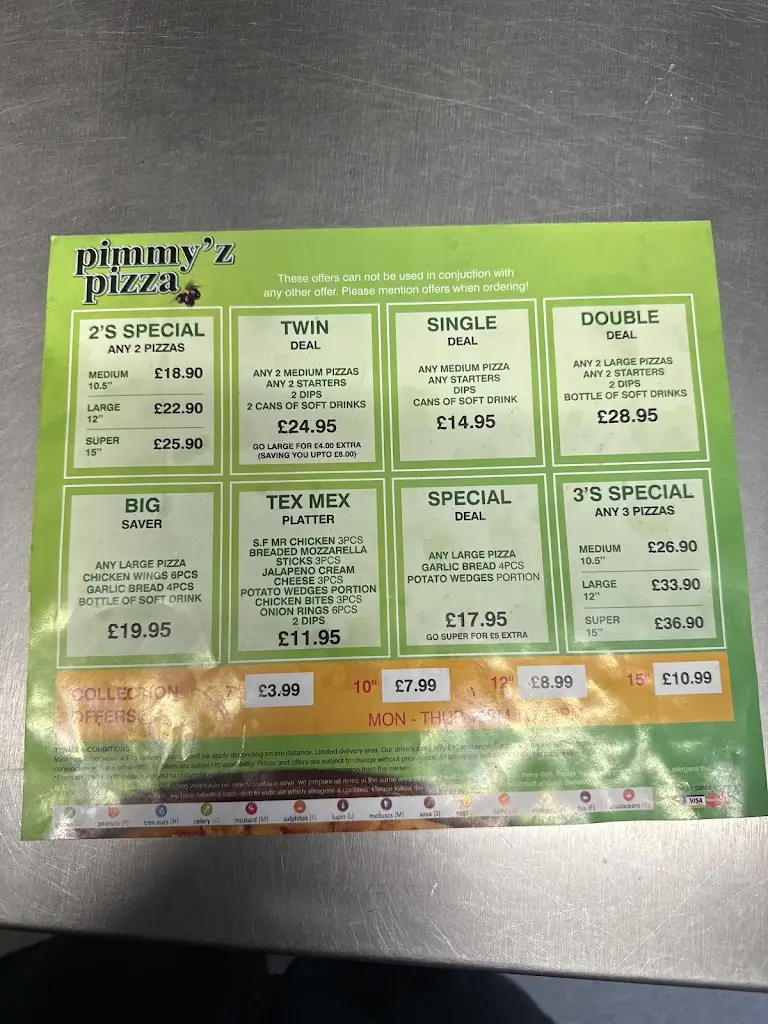 pimmy'z
pizza
These offers can not be used in conjuction with
any other offer. Please mention offers when ordering!
2'S SPECIAL
ANY 2 PIZZAS
MEDIUM 10.5" £18.90
LARGE 12" £22.90
SUPER 15" £25.90
TWIN
DEAL
ANY 2 MEDIUM PIZZAS
ANY 2 STARTERS
2 DIPS
2 CANS OF SOFT DRINKS
£24.95
GO LARGE FOR £4.00 EXTRA
(SAVING YOU UPTO £8.00)
SINGLE
DEAL
ANY MEDIUM PIZZA
ANY STARTERS
DIPS
CANS OF SOFT DRINK
£14.95
DOUBLE
DEAL
ANY 2 LARGE PIZZAS
ANY 2 STARTERS
2 DIPS
BOTTLE OF SOFT DRINKS
£28.95
BIG
SAVER
ANY LARGE PIZZA
CHICKEN WINGS 6PCS
GARLIC BREAD 4PCS
BOTTLE OF SOFT DRINK
£19.95
TEX MEX
PLATTER
S.F MR CHICKEN 3PCS
BREADED MOZZARELLA
STICKS 3PCS
JALAPENO CREAM
CHEESE 3PCS
POTATO WEDGES PORTION
CHICKEN BITES 3PCS
ONION RINGS 6PCS
2 DIPS
£11.95
SPECIAL
DEAL
ANY LARGE PIZZA
GARLIC BREAD 4PCS
POTATO WEDGES PORTION
£17.95
GO SUPER FOR £5 EXTRA
3'S SPECIAL
ANY 3 PIZZAS
MEDIUM 10.5" £26.90
LARGE 12" £33.90
SUPER 15" £36.90
COLLECTION
OFFERS
7" £3.99 10" £7.99 12" £8.99 15" £10.99
MON - THUR
TERMS & CONDITIONS
peanuts (P) tree nuts (N) celery (C) mustard (M) sulphites (S) lupin (L) molluscs (M) soya (S) eggs fish (F) crustaceans
VISA